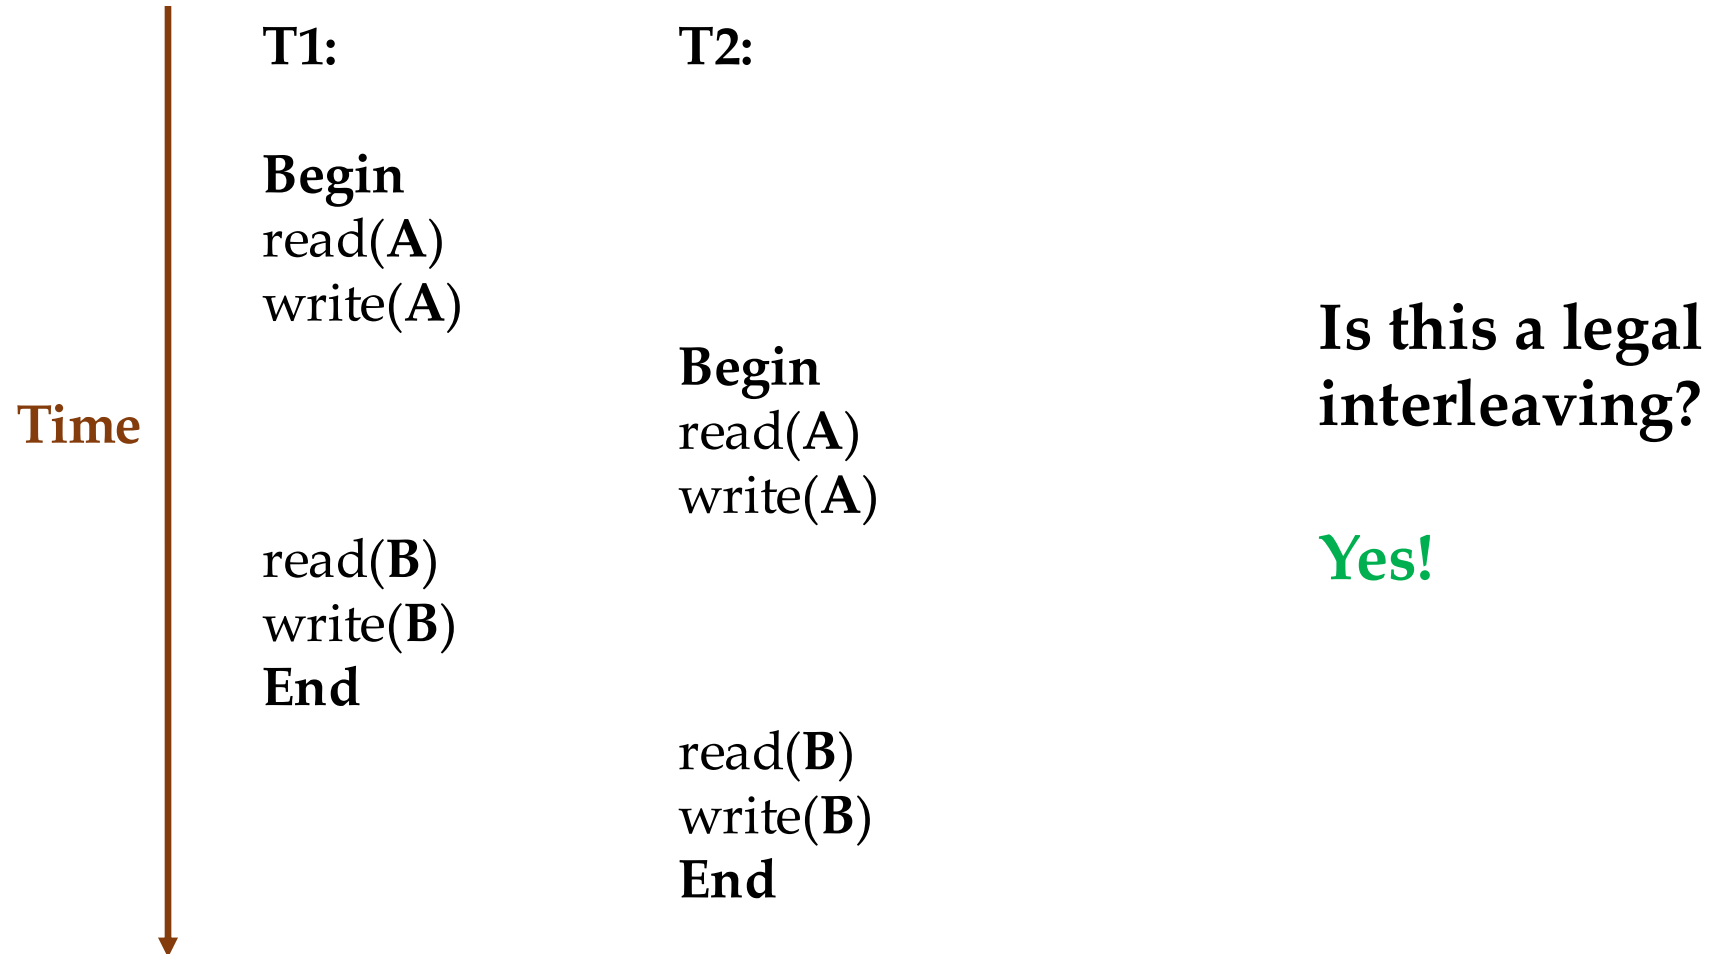 T1:
T2:
Begin
read(A)
write(A)
Begin
read(A)
write(A)
read(B)
write(B)
End
read(B)
write(B)
End
Time
Is this a legal
interleaving?
Yes!